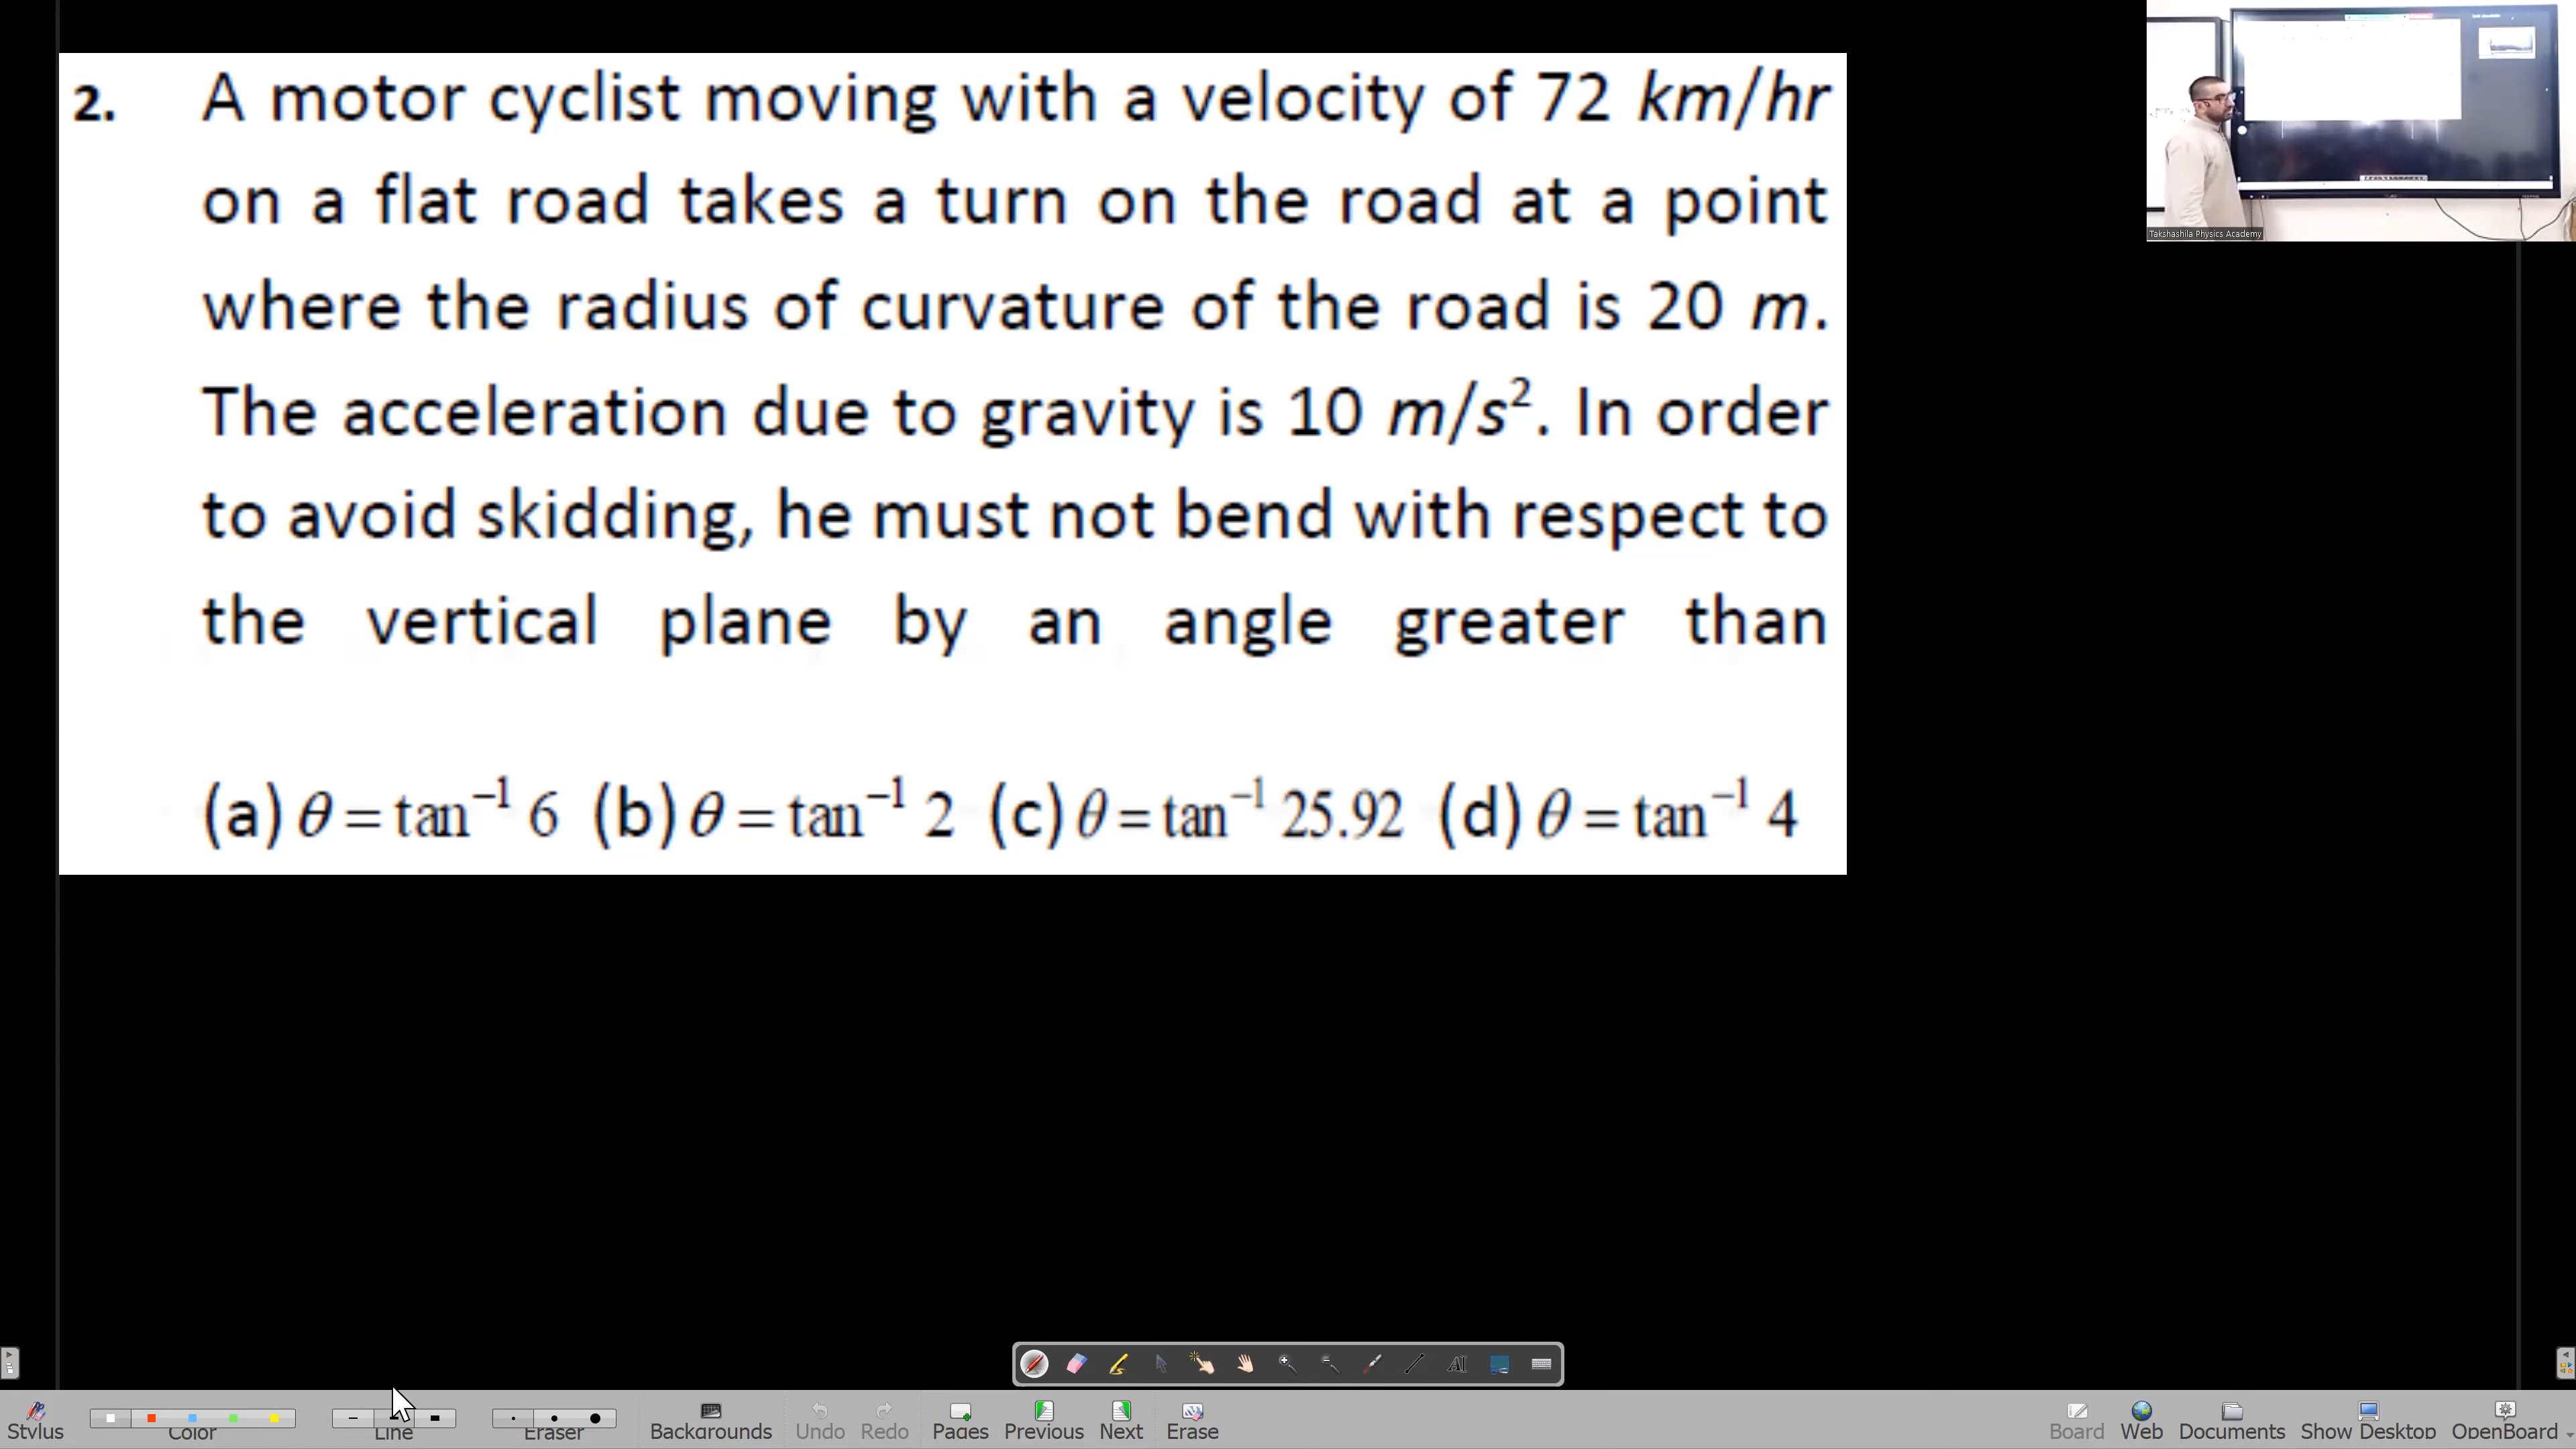 2. A motor cyclist moving with a velocity of 72 km/hr
on a flat road takes a turn on the road at a point
where the radius of curvature of the road is 20 m.
The acceleration due to gravity is 10 m/s². In order
to avoid skidding, he must not bend with respect to
the vertical plane by an angle greater than
(a) θ = tan⁻¹ 6 (b) θ = tan⁻¹ 2 (c) θ = tan⁻¹ 25.92 (d) θ = tan⁻¹ 4
Takshashila Physics Academy
Stylus Color Line Eraser Backgrounds Undo Redo Pages Previous Next Erase Board Web Documents Show Desktop OpenBoard